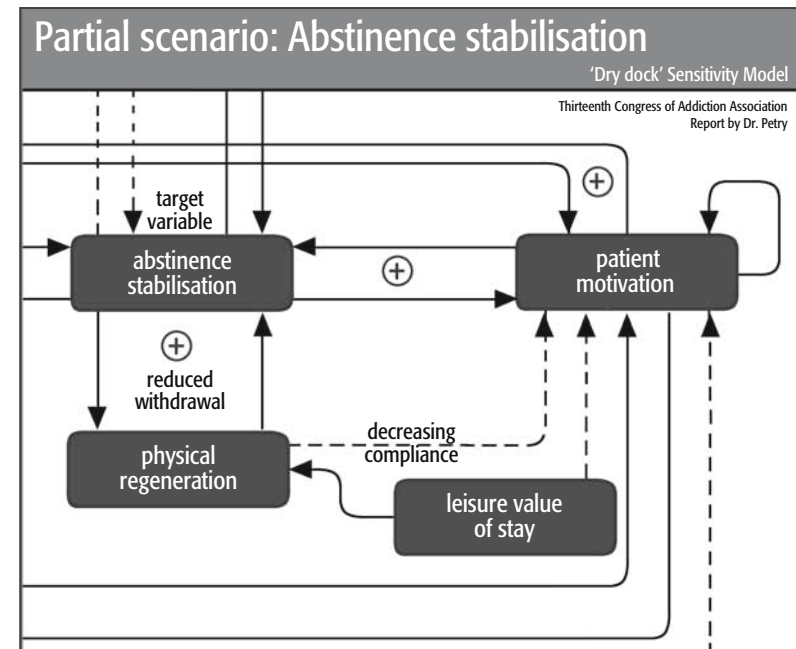 Partial scenario: Abstinence stabilisation
'Dry dock' Sensitivity Model
Thirteenth Congress of Addiction Association
Report by Dr. Petry
target
variable
abstinence
stabilisation
patient
motivation
reduced
withdrawal
decreasing
compliance
physical
regeneration
leisure value
of stay